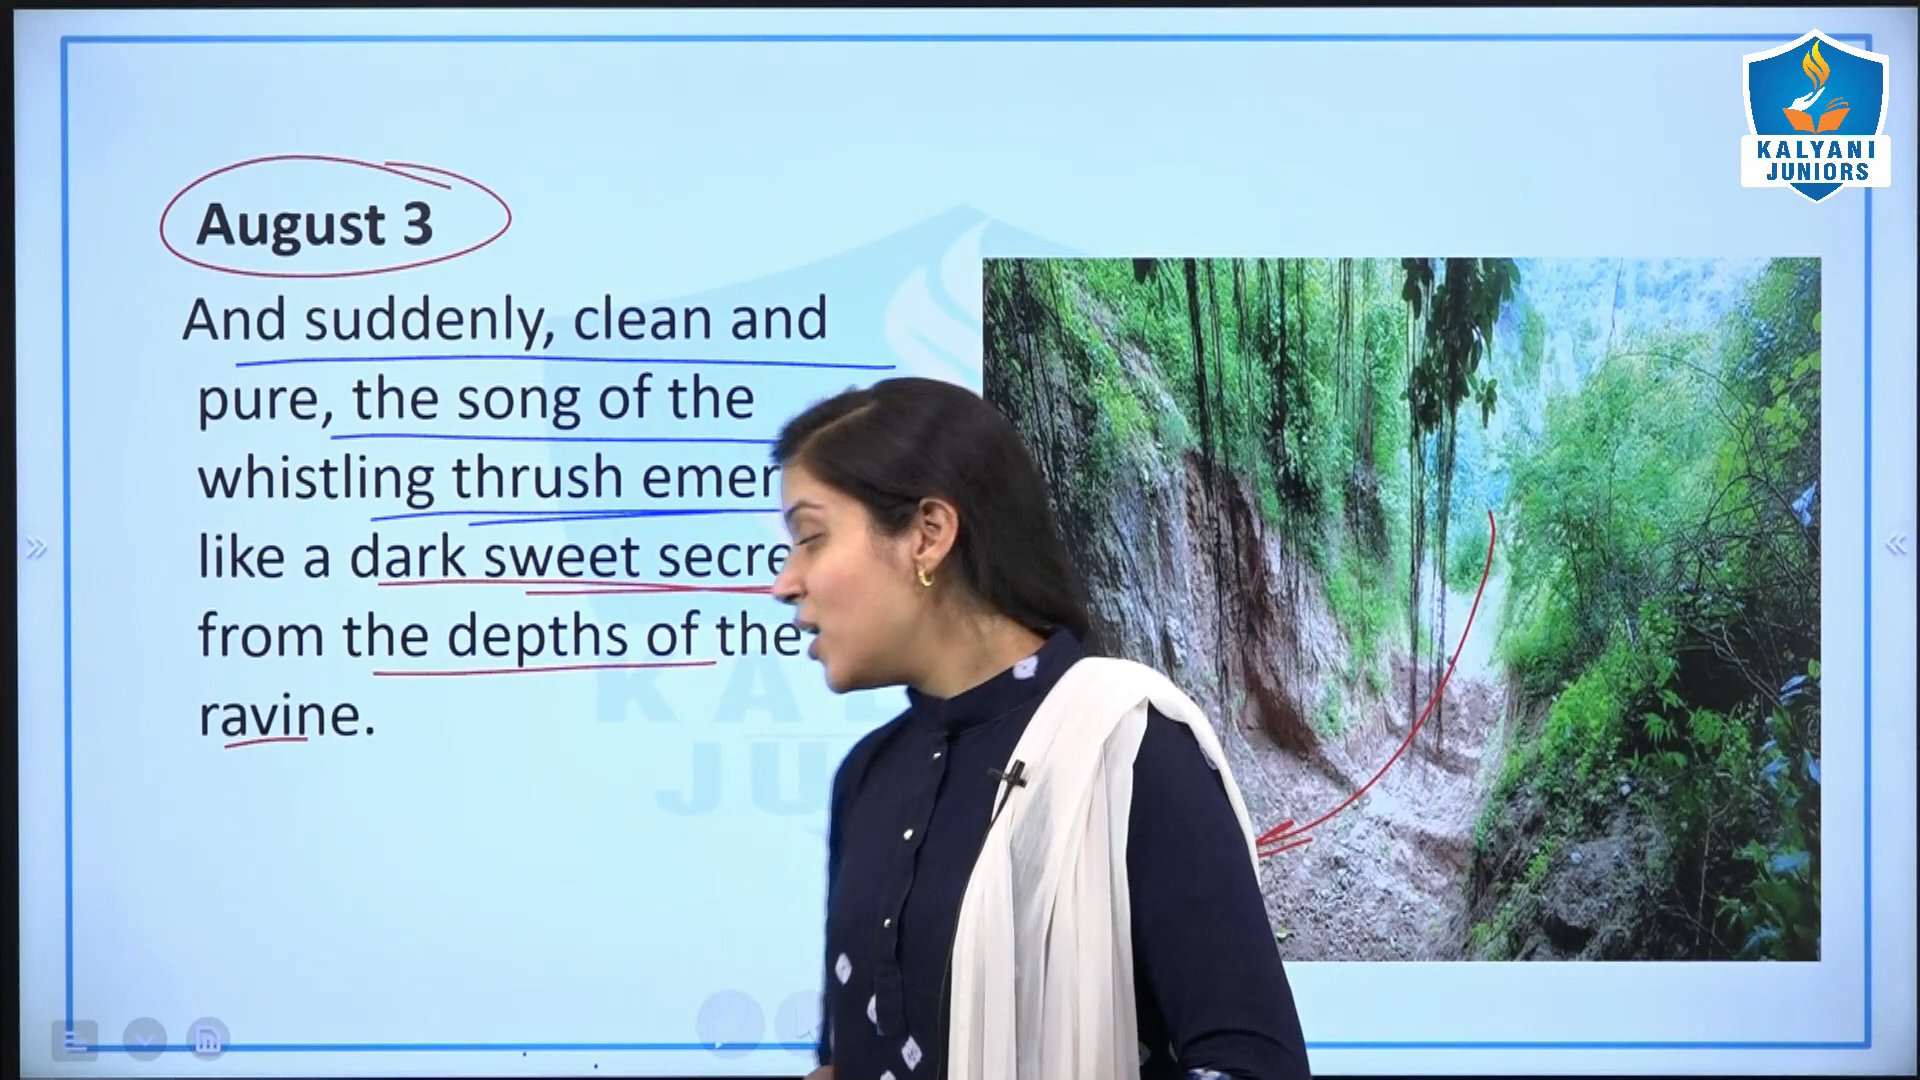 KALYANI
JUNIORS
August 3
And suddenly, clean and
pure, the song of the
whistling thrush
like a dark sweet
from the depths of the
ravine.